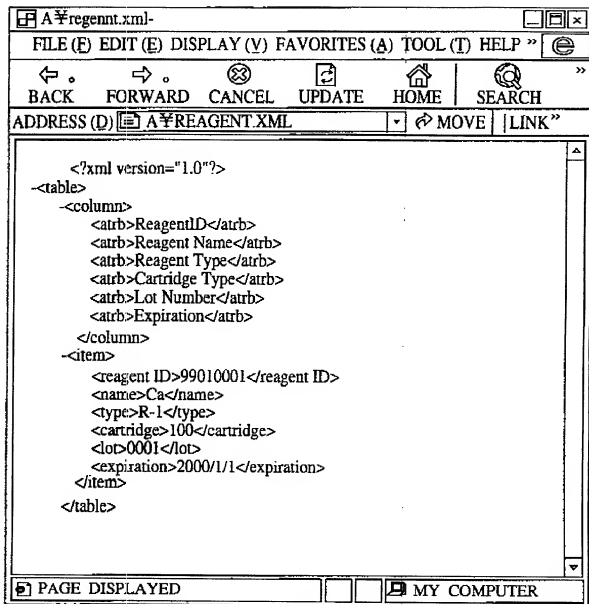 A¥regennt.xml-
FILE (F) EDIT (E) DISPLAY (V) FAVORITES (A) TOOL (T) HELP »
BACK FORWARD CANCEL UPDATE HOME SEARCH »
ADDRESS (D) A¥REAGENT.XML MOVE LINK»
<?xml version="1.0"?>
-<table>
-<column>
<atrb>ReagentID</atrb>
<atrb>Reagent Name</atrb>
<atrb>Reagent Type</atrb>
<atrb>Cartridge Type</atrb>
<atrb>Lot Number</atrb>
<atrb>Expiration</atrb>
</column>
-<item>
<reagent ID>99010001</reagent ID>
<name>Ca</name>
<type>R-1</type>
<cartridge>100</cartridge>
<lot>0001</lot>
<expiration>2000/1/1</expiration>
</item>
</table>
PAGE DISPLAYED MY COMPUTER